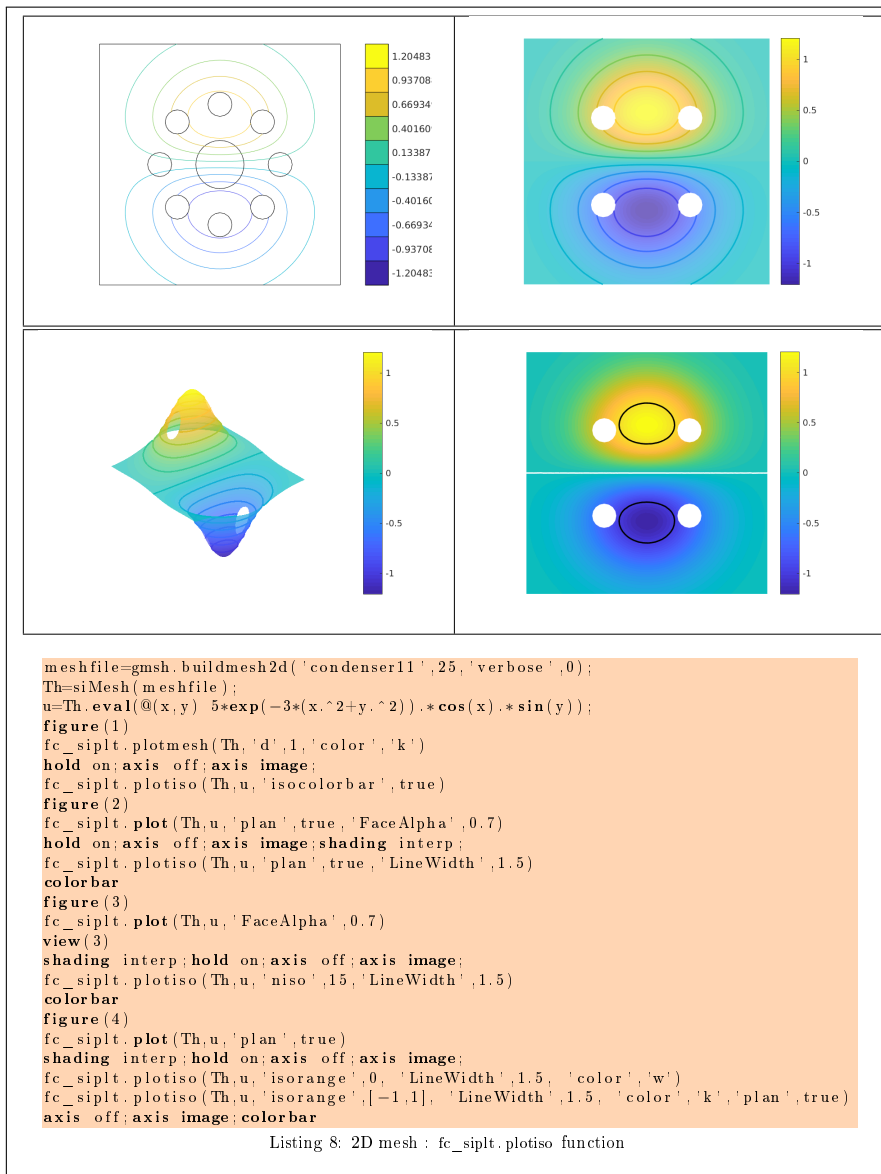 1.20483
0.93708
0.66934
0.40160
0.13387
-0.13387
-0.40160
-0.66934
-0.93708
-1.20483
1
0.5
0
-0.5
-1
1
0.5
0
-0.5
-1
1
0.5
0
-0.5
-1
meshfile=gmsh.buildmesh2d('condenser11',25,'verbose',0);
Th=siMesh(meshfile);
u=Th.eval(@(x,y) 5*exp(-3*(x.^2+y.^2)).*cos(x).*sin(y));
figure(1)
fc_siplt.plotmesh(Th,'d',1,'color','k')
hold on;axis off;axis image;
fc_siplt.plotiso(Th,u,'isocolorbar',true)
figure(2)
fc_siplt.plot(Th,u,'plan',true,'FaceAlpha',0.7)
hold on;axis off;axis image;shading interp;
fc_siplt.plotiso(Th,u,'plan',true,'LineWidth',1.5)
colorbar
figure(3)
fc_siplt.plot(Th,u,'FaceAlpha',0.7)
view(3)
shading interp;hold on;axis off;axis image;
fc_siplt.plotiso(Th,u,'niso',15,'LineWidth',1.5)
colorbar
figure(4)
fc_siplt.plot(Th,u,'plan',true)
shading interp;hold on;axis off;axis image;
fc_siplt.plotiso(Th,u,'isorange',0, 'LineWidth',1.5, 'color','w')
fc_siplt.plotiso(Th,u,'isorange',[-1,1], 'LineWidth',1.5, 'color','k','plan',true)
axis off;axis image;colorbar
Listing 8: 2D mesh : fc_siplt.plotiso function